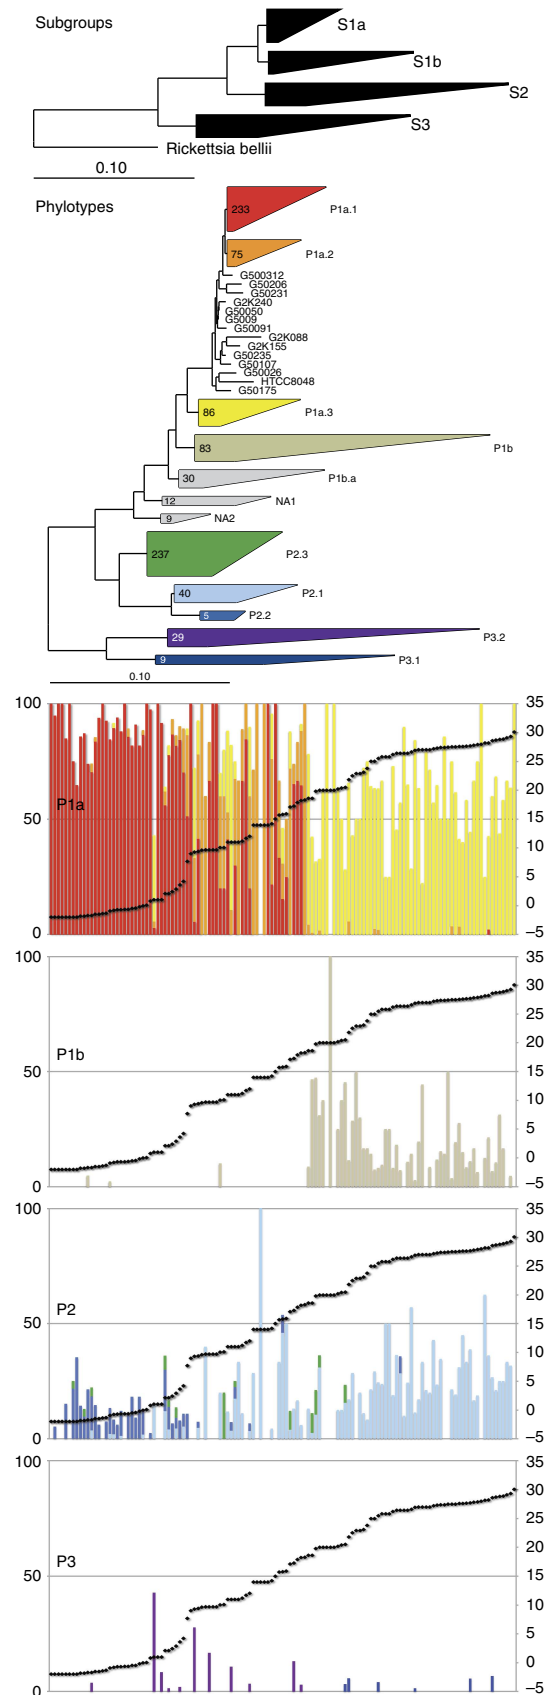 Subgroups
S1a
S1b
S2
S3
Rickettsia bellii
0.10
Phylotypes
233
P1a.1
75
P1a.2
G500312
G50206
G50231
G2K240
G50050
G5009
G50091
G2K088
G2K155
G50235
G50107
G50026
HTCC8048
G50175
86
P1a.3
83
P1b
30
P1b.a
12
NA1
9
NA2
237
P2.3
40
P2.1
5
P2.2
29
P3.2
9
P3.1
0.10
100
50
0
P1a
35
30
25
20
15
10
5
0
–5
100
50
0
P1b
35
30
25
20
15
10
5
0
–5
100
50
0
P2
35
30
25
20
15
10
5
0
–5
100
50
0
P3
35
30
25
20
15
10
5
0
–5